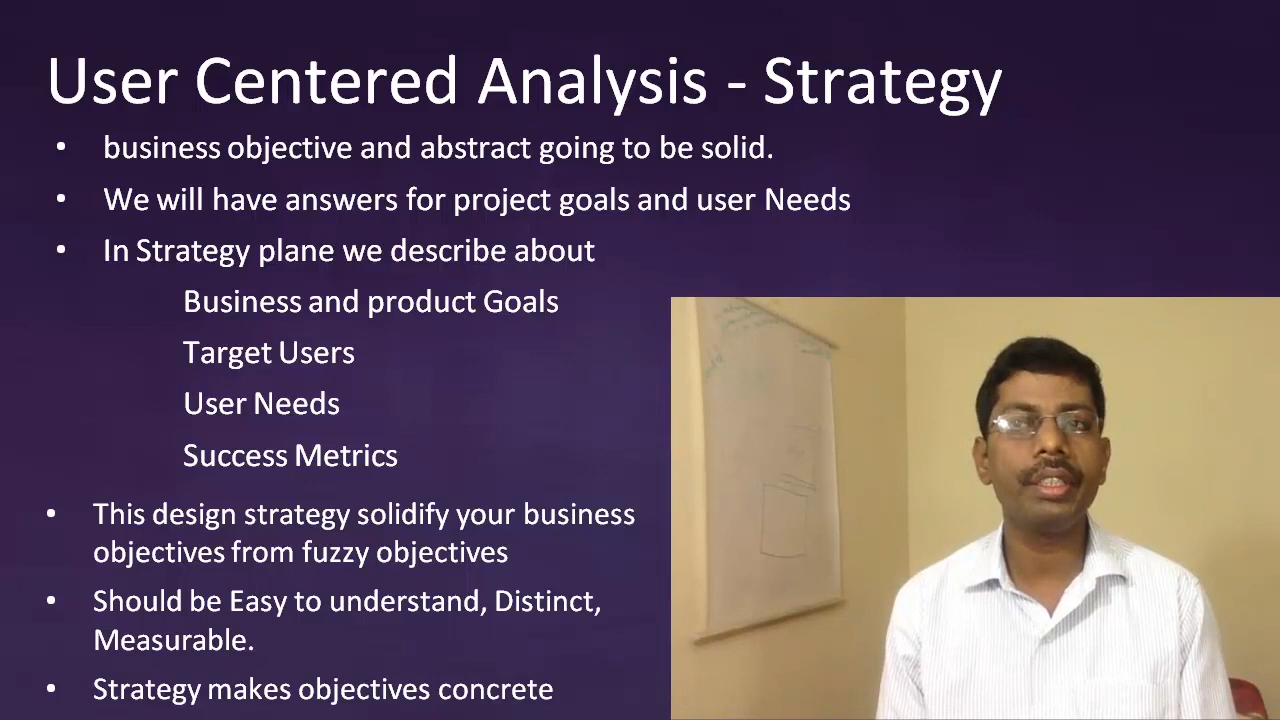 User Centered Analysis - Strategy
• business objective and abstract going to be solid.
• We will have answers for project goals and user Needs
• In Strategy plane we describe about
Business and product Goals
Target Users
User Needs
Success Metrics
• This design strategy solidify your business
objectives from fuzzy objectives
• Should be Easy to understand, Distinct,
Measurable.
• Strategy makes objectives concrete